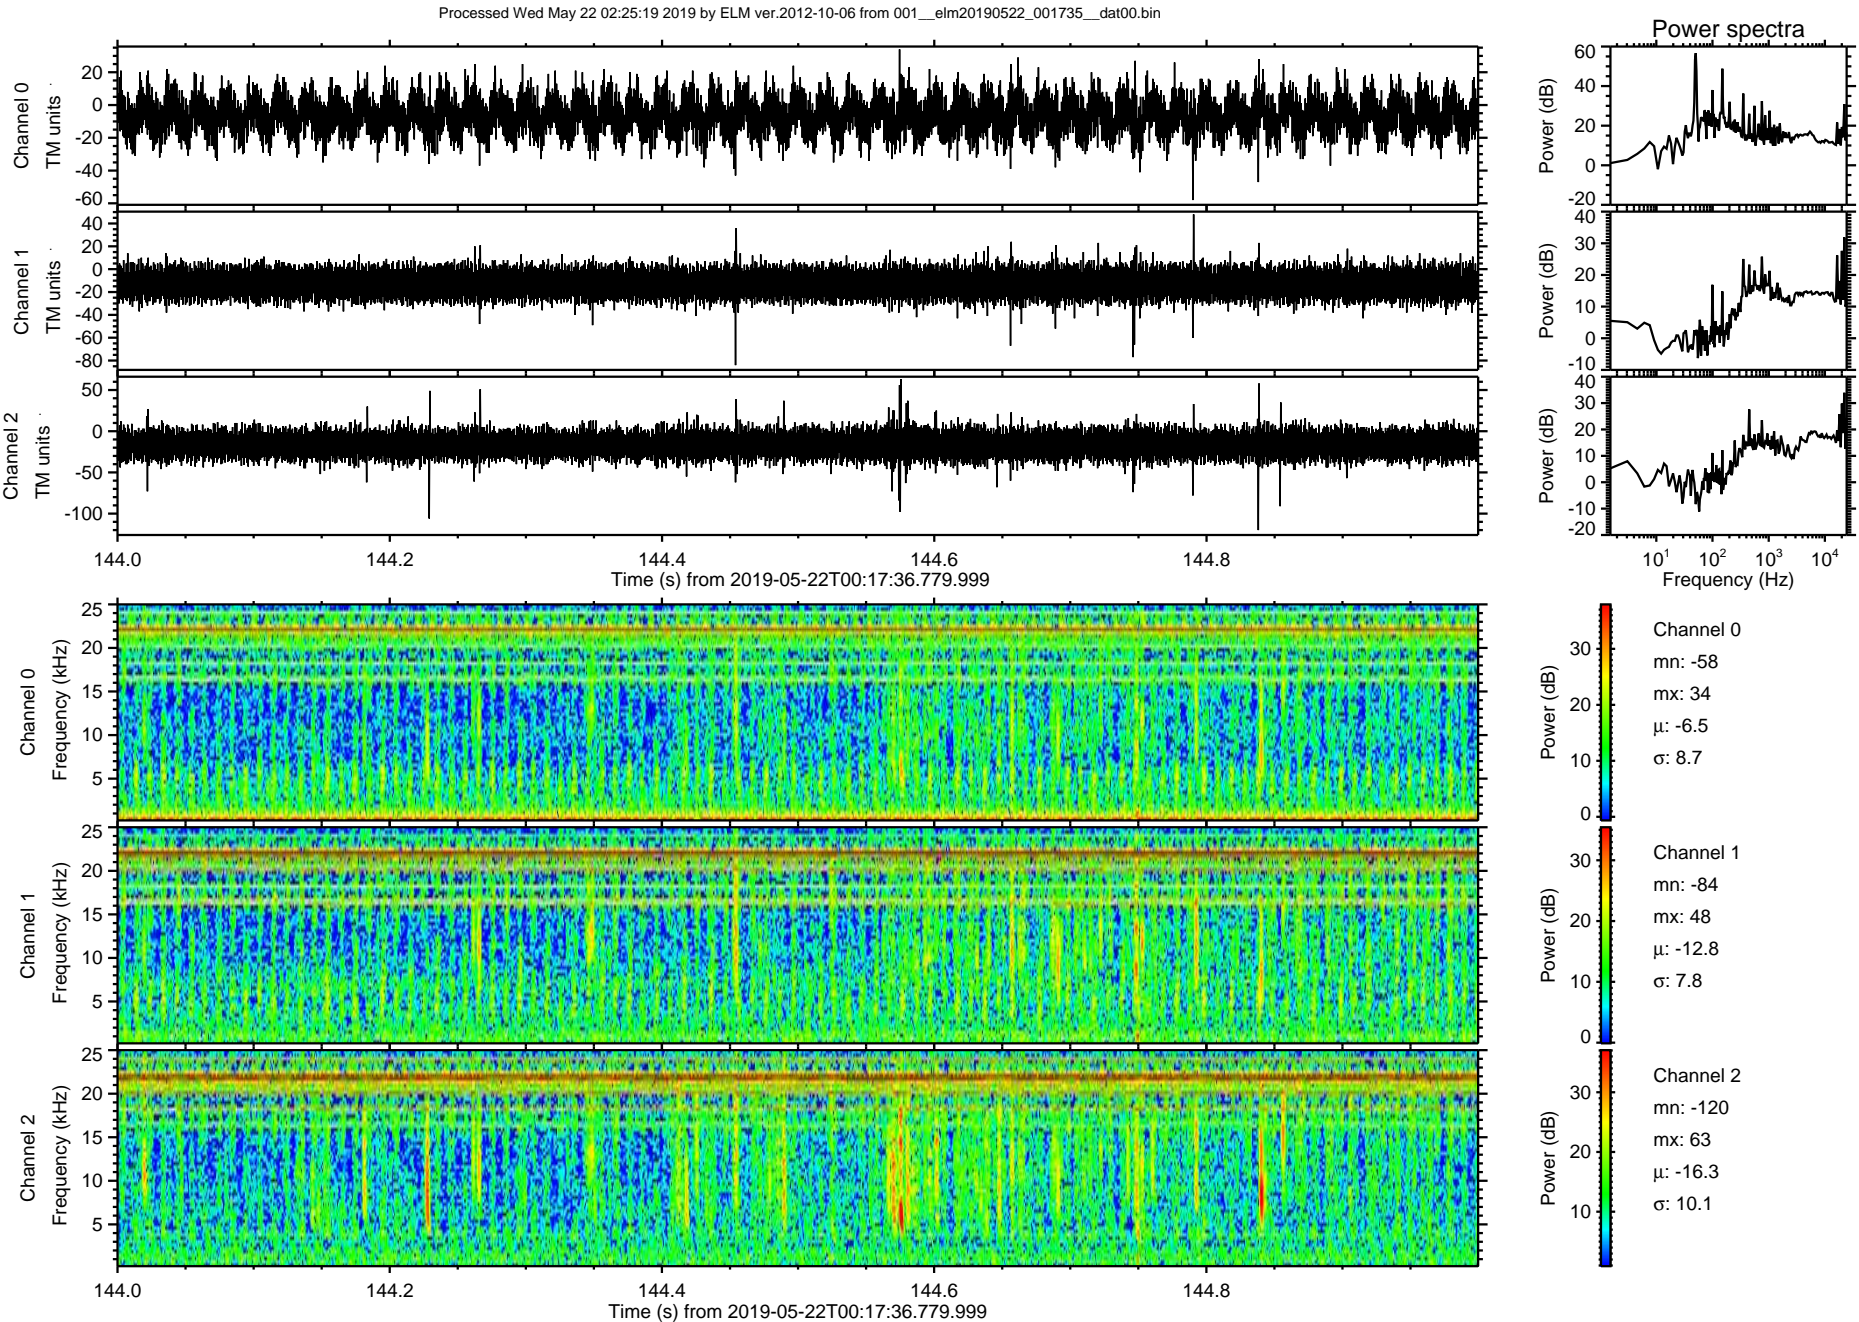 Processed Wed May 22 02:25:19 2019 by ELM ver.2012-10-06 from 001__elm20190522_001735__dat00.bin
Power spectra
Channel 0
TM units
20
0
-20
-40
-60
Power (dB)
60
40
20
0
-20
Channel 1
TM units
40
20
0
-20
-40
-60
-80
Power (dB)
40
30
20
10
0
-10
Channel 2
TM units
50
0
-50
-100
Power (dB)
40
30
20
10
0
-10
-20
144.0 144.2 144.4 144.6 144.8
Time (s) from 2019-05-22T00:17:36.779.999
10^1 10^2 10^3 10^4
Frequency (Hz)
Channel 0
Frequency (kHz)
25
20
15
10
5
Power (dB)
30
20
10
0
Channel 0
mn: -58
mx: 34
μ: -6.5
σ: 8.7
Channel 1
Frequency (kHz)
25
20
15
10
5
Power (dB)
30
20
10
0
Channel 1
mn: -84
mx: 48
μ: -12.8
σ: 7.8
Channel 2
Frequency (kHz)
25
20
15
10
5
Power (dB)
30
20
10
Channel 2
mn: -120
mx: 63
μ: -16.3
σ: 10.1
144.0 144.2 144.4 144.6 144.8
Time (s) from 2019-05-22T00:17:36.779.999